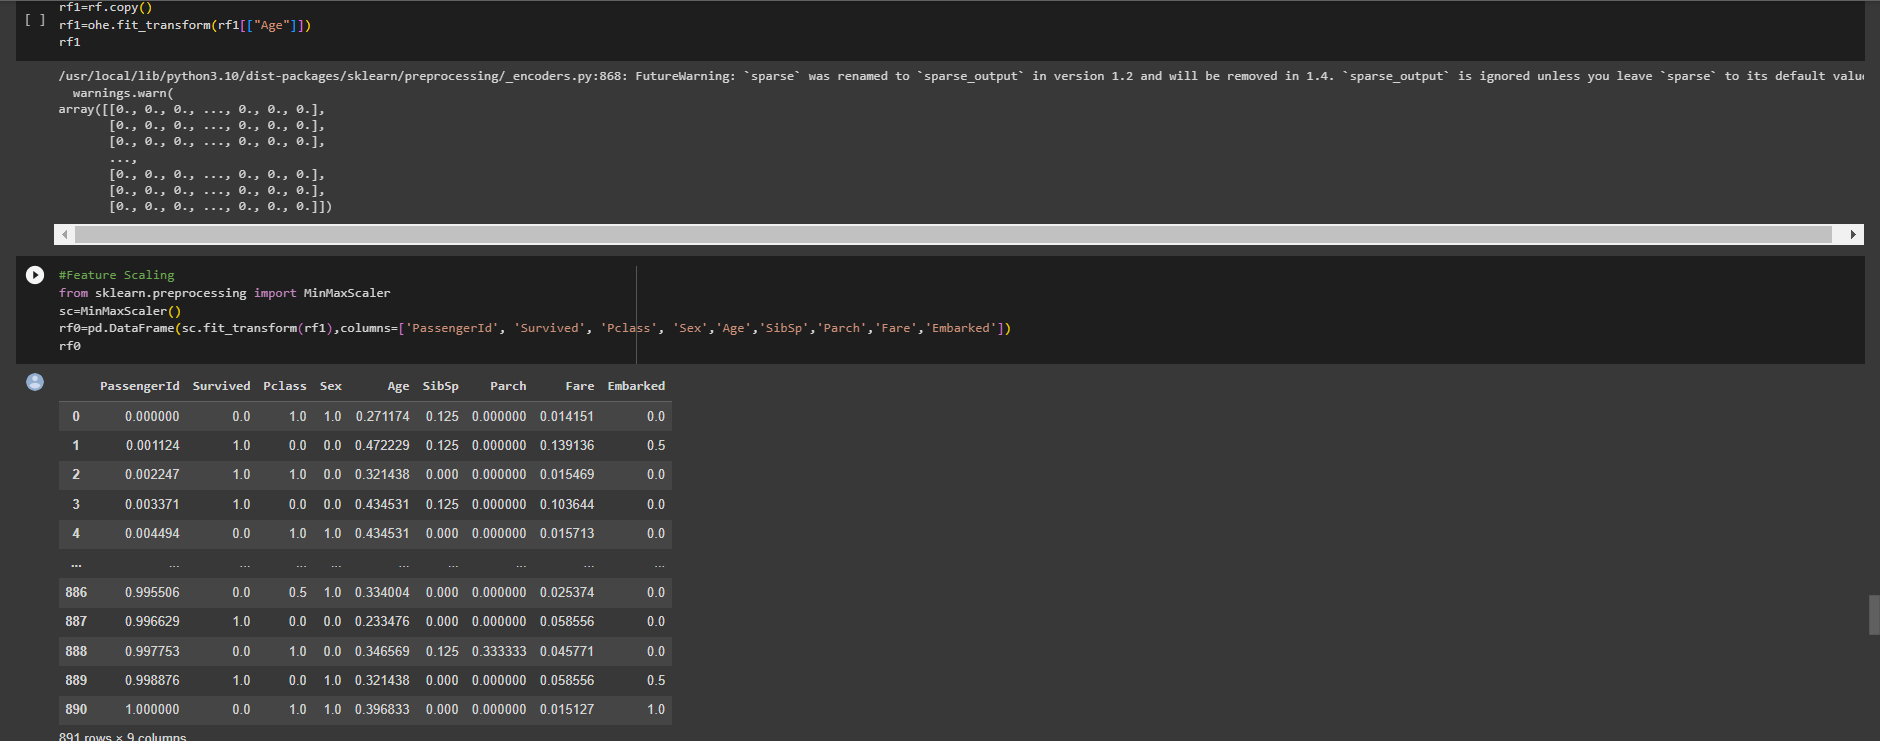 rf1=rf.copy()
[ ] rf1=ohe.fit_transform(rf1[["Age"]])
rf1
/usr/local/lib/python3.10/dist-packages/sklearn/preprocessing/_encoders.py:868: FutureWarning: `sparse` was renamed to `sparse_output` in version 1.2 and will be removed in 1.4. `sparse_output` is ignored unless you leave `sparse` to its default value
warnings.warn(
array([[0., 0., 0., ..., 0., 0., 0.],
[0., 0., 0., ..., 0., 0., 0.],
[0., 0., 0., ..., 0., 0., 0.],
...,
[0., 0., 0., ..., 0., 0., 0.],
[0., 0., 0., ..., 0., 0., 0.],
[0., 0., 0., ..., 0., 0., 0.]])
#Feature Scaling
from sklearn.preprocessing import MinMaxScaler
sc=MinMaxScaler()
rf0=pd.DataFrame(sc.fit_transform(rf1),columns=['PassengerId', 'Survived', 'Pclass', 'Sex','Age','SibSp','Parch','Fare','Embarked'])
rf0
PassengerId Survived Pclass Sex Age SibSp Parch Fare Embarked
0 0.000000 0.0 1.0 1.0 0.271174 0.125 0.000000 0.014151 0.0
1 0.001124 1.0 0.0 0.0 0.472229 0.125 0.000000 0.139136 0.5
2 0.002247 1.0 1.0 0.0 0.321438 0.000 0.000000 0.015469 0.0
3 0.003371 1.0 0.0 0.0 0.434531 0.125 0.000000 0.103644 0.0
4 0.004494 0.0 1.0 1.0 0.434531 0.000 0.000000 0.015713 0.0
... ... ... ... ... ... ... ... ... ...
886 0.995506 0.0 0.5 1.0 0.334004 0.000 0.000000 0.025374 0.0
887 0.996629 1.0 0.0 0.0 0.233476 0.000 0.000000 0.058556 0.0
888 0.997753 0.0 1.0 0.0 0.346569 0.125 0.333333 0.045771 0.0
889 0.998876 1.0 0.0 1.0 0.321438 0.000 0.000000 0.058556 0.5
890 1.000000 0.0 1.0 1.0 0.396833 0.000 0.000000 0.015127 1.0
891 rows × 9 columns